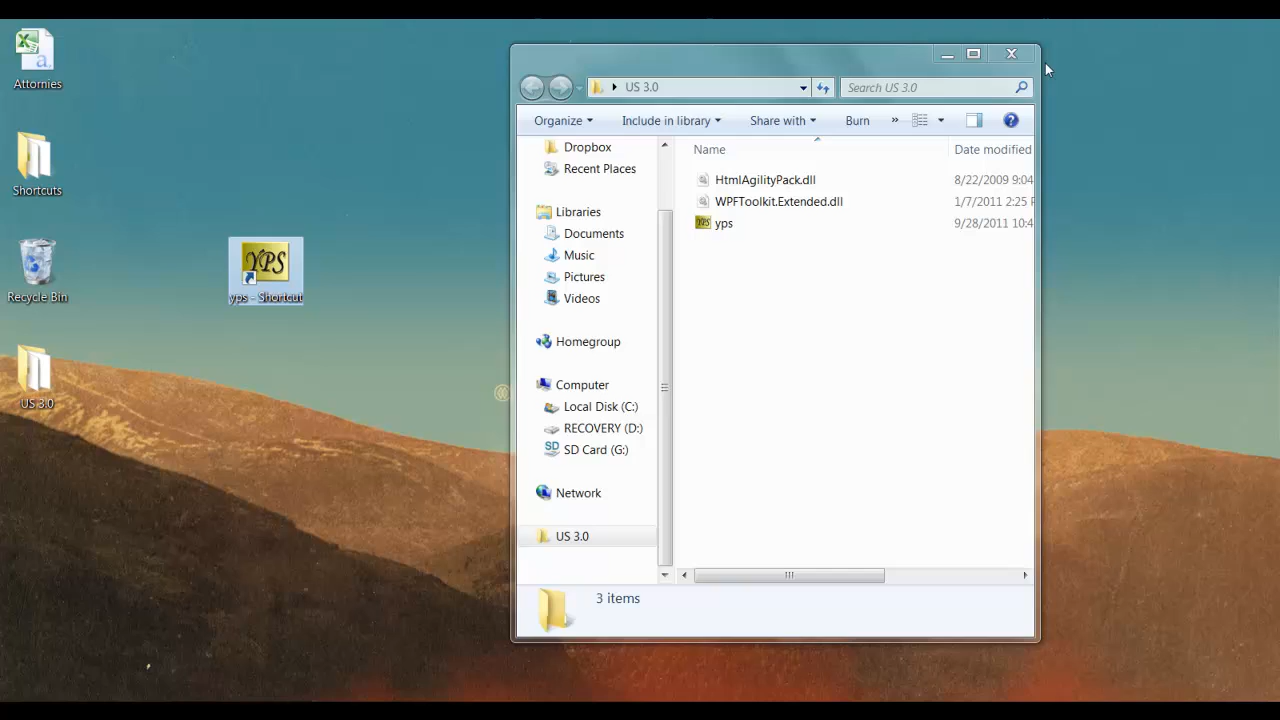 Attornies
Shortcuts
Recycle Bin
US 3.0
YPS
yps - Shortcut
US 3.0
Search US 3.0
Organize
Include in library
Share with
Burn
»
Dropbox
Recent Places
Libraries
Documents
Music
Pictures
Videos
Homegroup
Computer
Local Disk (C:)
RECOVERY (D:)
SD Card (G:)
Network
US 3.0
Name
Date modified
HtmlAgilityPack.dll
8/22/2009 9:04
WPFToolkit.Extended.dll
1/7/2011 2:25
yps
9/28/2011 10:4
3 items